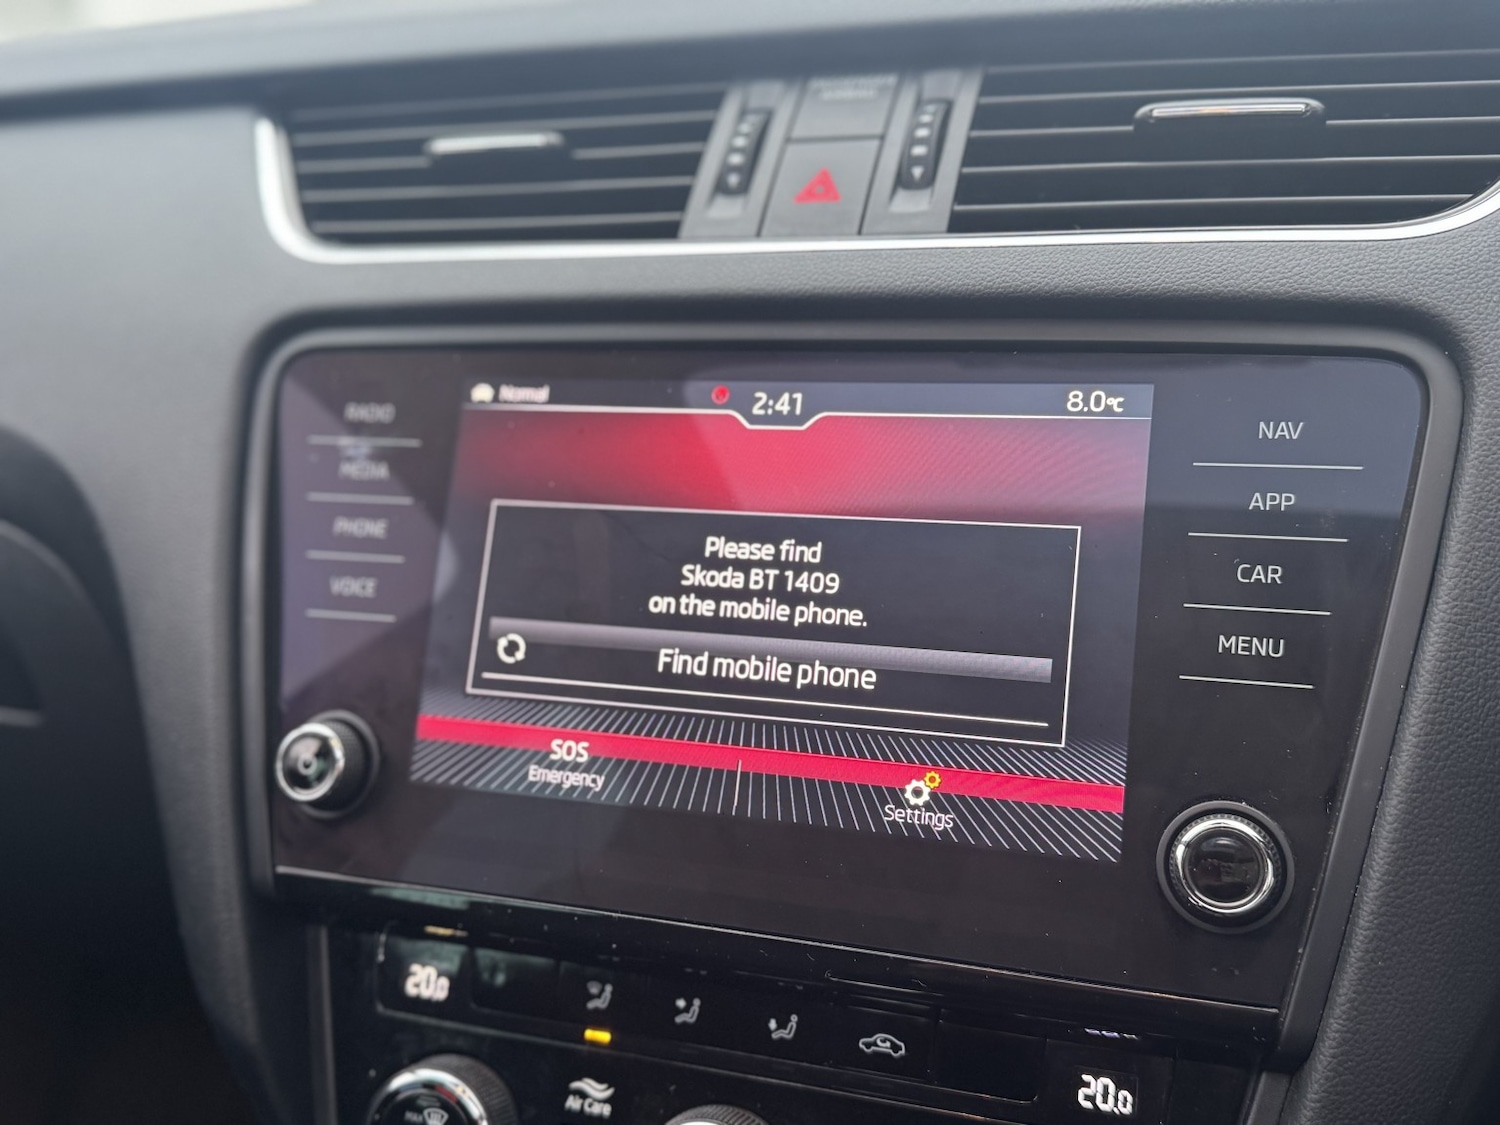 Normal
2:41
8.0°C
RADIO
MEDIA
PHONE
VOICE
NAV
APP
CAR
MENU
Please find
Skoda BT 1409
on the mobile phone.
Find mobile phone
SOS
Emergency
Settings
20.0
20.0
MAX
Air Care